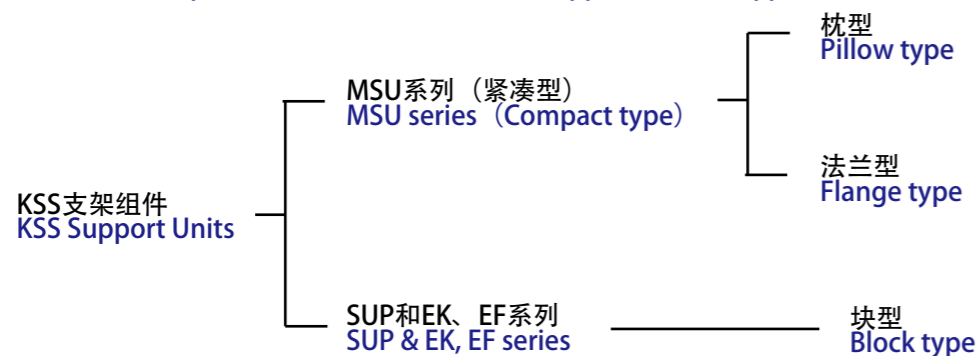 枕型
Pillow type
MSU系列（紧凑型）
MSU series（Compact type）
法兰型
Flange type
KSS支架组件
KSS Support Units
SUP和EK、EF系列
SUP & EK, EF series
块型
Block type